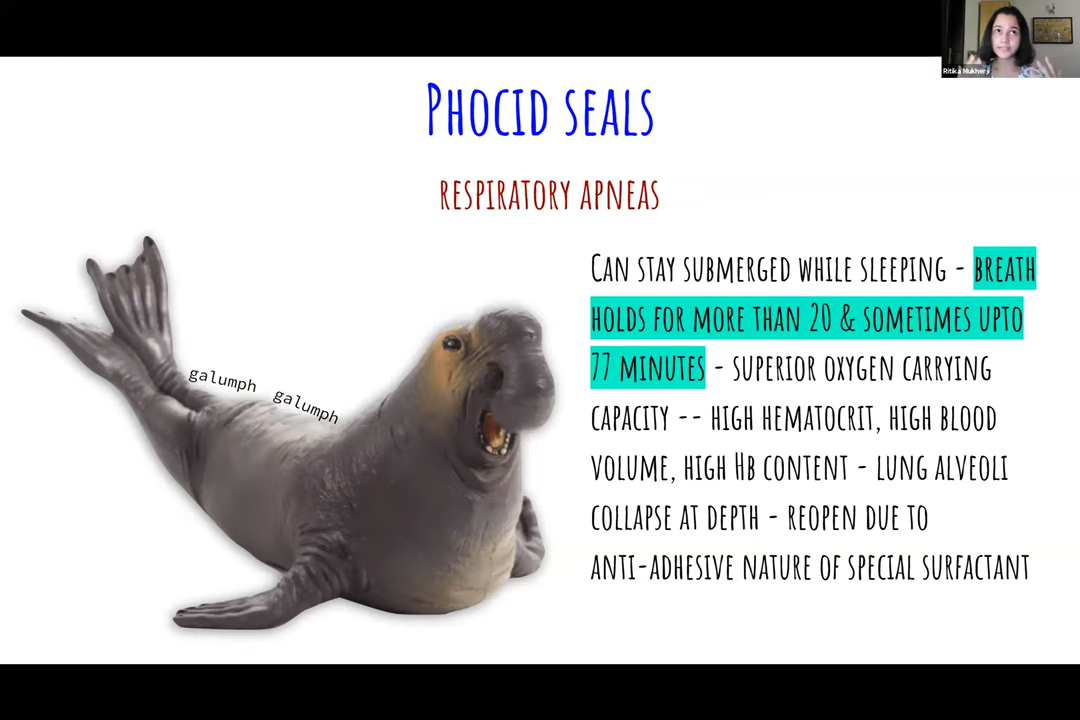 Ritika Mukherji
PHOCID SEALS
RESPIRATORY APNEAS
CAN STAY SUBMERGED WHILE SLEEPING - BREATH
HOLDS FOR MORE THAN 20 & SOMETIMES UPTO
77 MINUTES - SUPERIOR OXYGEN CARRYING
CAPACITY -- HIGH HEMATOCRIT, HIGH BLOOD
VOLUME, HIGH HB CONTENT - LUNG ALVEOLI
COLLAPSE AT DEPTH - REOPEN DUE TO
ANTI-ADHESIVE NATURE OF SPECIAL SURFACTANT
galumph galumph